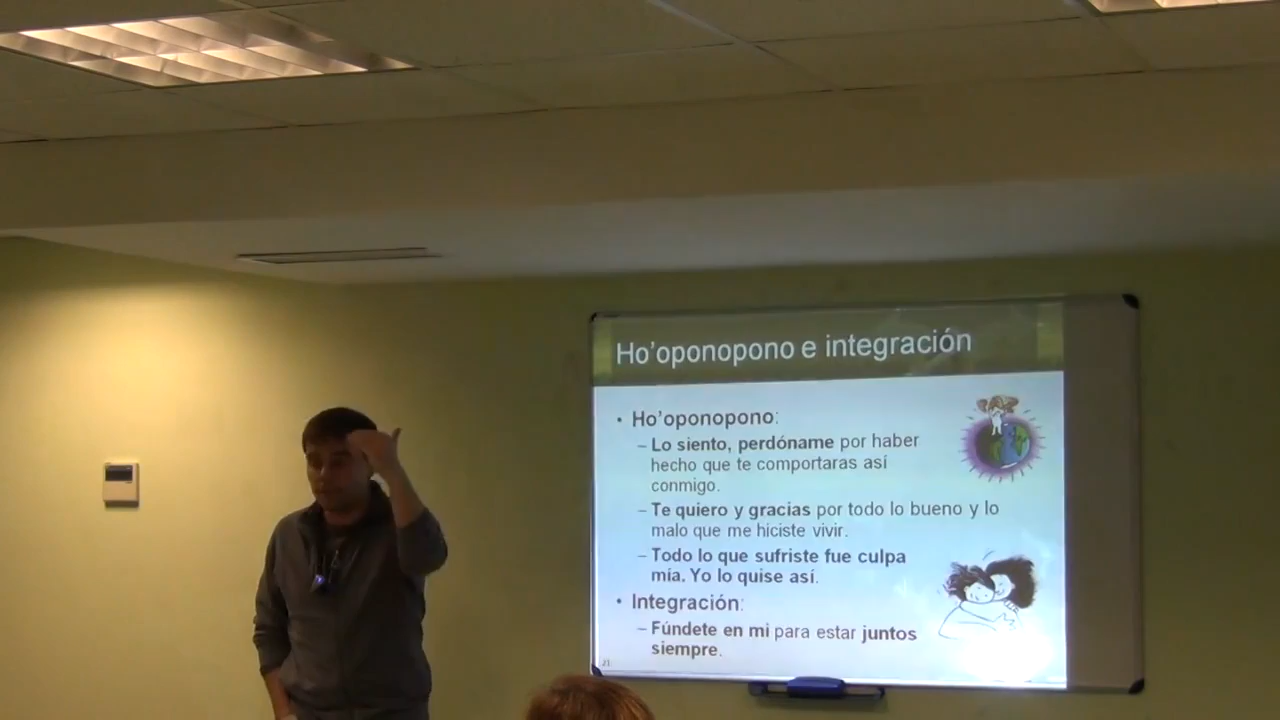 Ho'oponopono e integración
• Ho'oponopono:
– Lo siento, perdóname por haber
hecho que te comportaras así
conmigo.
– Te quiero y gracias por todo lo bueno y lo
malo que me hiciste vivir.
– Todo lo que sufriste fue culpa
mía. Yo lo quise así.
• Integración:
– Fúndete en mi para estar juntos
siempre.
21